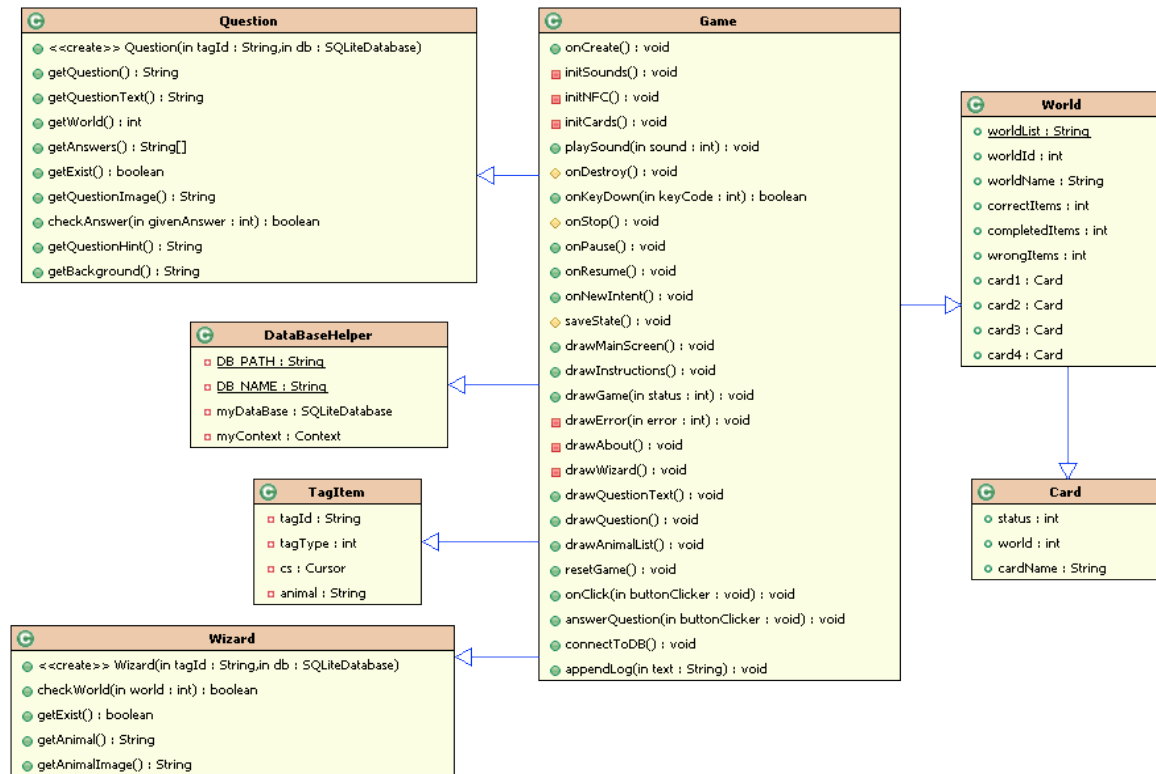 Question
<<create>> Question(in tagId : String,in db : SQLiteDatabase)
getQuestion() : String
getQuestionText() : String
getWorld() : int
getAnswers() : String[]
getExist() : boolean
getQuestionImage() : String
checkAnswer(in givenAnswer : int) : boolean
getQuestionHint() : String
getBackground() : String
DataBaseHelper
DB_PATH : String
DB_NAME : String
myDataBase : SQLiteDatabase
myContext : Context
TagItem
tagId : String
tagType : int
cs : Cursor
animal : String
Wizard
<<create>> Wizard(in tagId : String,in db : SQLiteDatabase)
checkWorld(in world : int) : boolean
getExist() : boolean
getAnimal() : String
getAnimalImage() : String
Game
onCreate() : void
initSounds() : void
initNFC() : void
initCards() : void
playSound(in sound : int) : void
onDestroy() : void
onKeyDown(in keyCode : int) : boolean
onStop() : void
onPause() : void
onResume() : void
onNewIntent() : void
saveState() : void
drawMainScreen() : void
drawInstructions() : void
drawGame(in status : int) : void
drawError(in error : int) : void
drawAbout() : void
drawWizard() : void
drawQuestionText() : void
drawQuestion() : void
drawAnimalList() : void
resetGame() : void
onClick(in buttonClicker : void) : void
answerQuestion(in buttonClicker : void) : void
connectToDB() : void
appendLog(in text : String) : void
World
worldList : String
worldId : int
worldName : String
correctItems : int
completedItems : int
wrongItems : int
card1 : Card
card2 : Card
card3 : Card
card4 : Card
Card
status : int
world : int
cardName : String